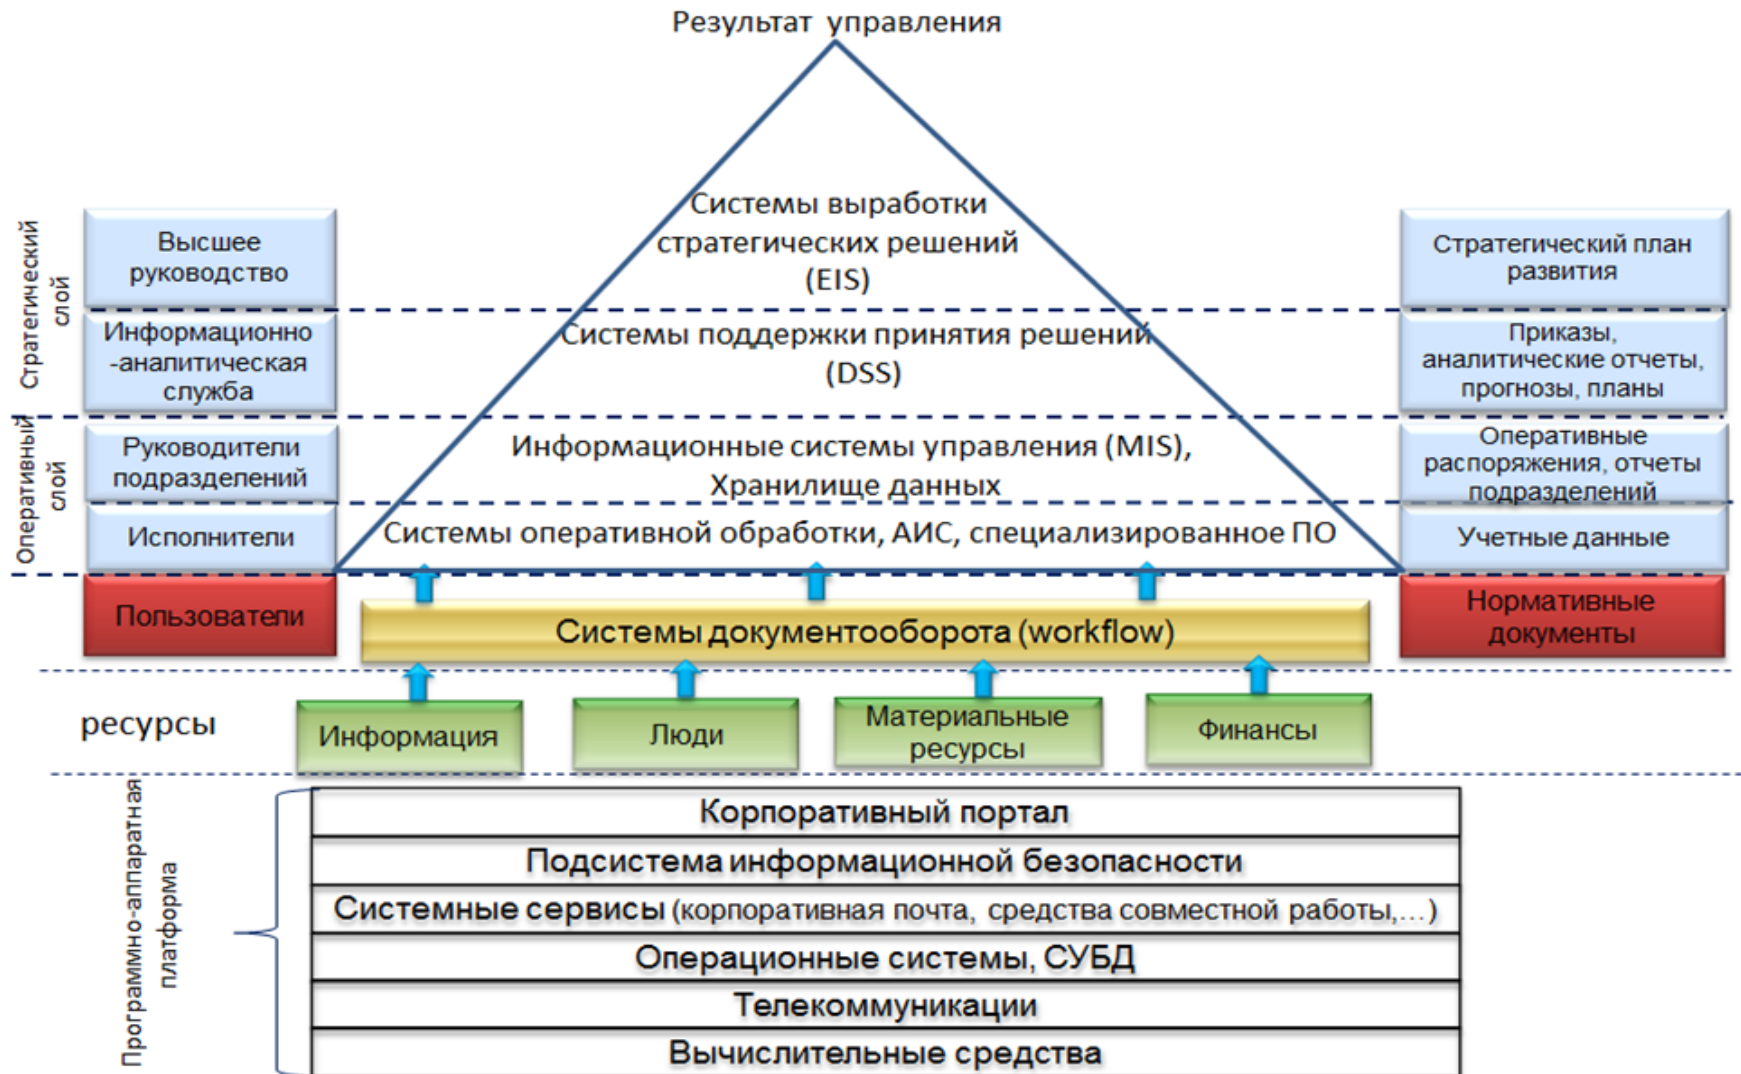 Результат управления
Стратегический
слой
Высшее
руководство
Системы выработки
стратегических решений
(EIS)
Стратегический план
развития
Информационно
-аналитическая
служба
Системы поддержки принятия решений
(DSS)
Приказы,
аналитические отчеты,
прогнозы, планы
Оперативный
слой
Руководители
подразделений
Информационные системы управления (MIS),
Хранилище данных
Оперативные
распоряжения, отчеты
подразделений
Исполнители
Системы оперативной обработки, АИС, специализированное ПО
Учетные данные
Пользователи
Системы документооборота (workflow)
Нормативные
документы
ресурсы
Информация
Люди
Материальные
ресурсы
Финансы
Программно-аппаратная
платформа
Корпоративный портал
Подсистема информационной безопасности
Системные сервисы (корпоративная почта, средства совместной работы,...)
Операционные системы, СУБД
Телекоммуникации
Вычислительные средства